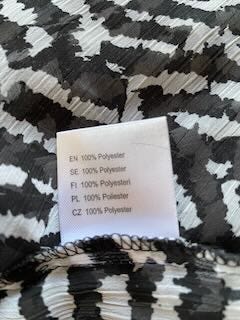 EN 100% Polyester
SE 100% Polyester
FI 100% Polyesteri
PL 100% Poliester
CZ 100% Polyester